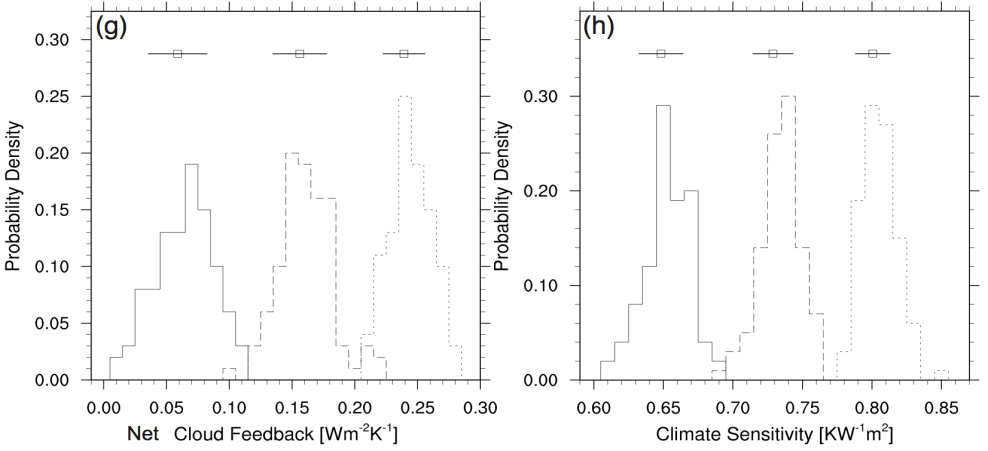 (g)
0.30
0.25
0.20
0.15
0.10
0.05
0.00
Probability Density
0.00 0.05 0.10 0.15 0.20 0.25 0.30
Net Cloud Feedback [Wm⁻²K⁻¹]
(h)
0.30
0.20
0.10
0.00
Probability Density
0.60 0.65 0.70 0.75 0.80 0.85
Climate Sensitivity [KW⁻¹m²]